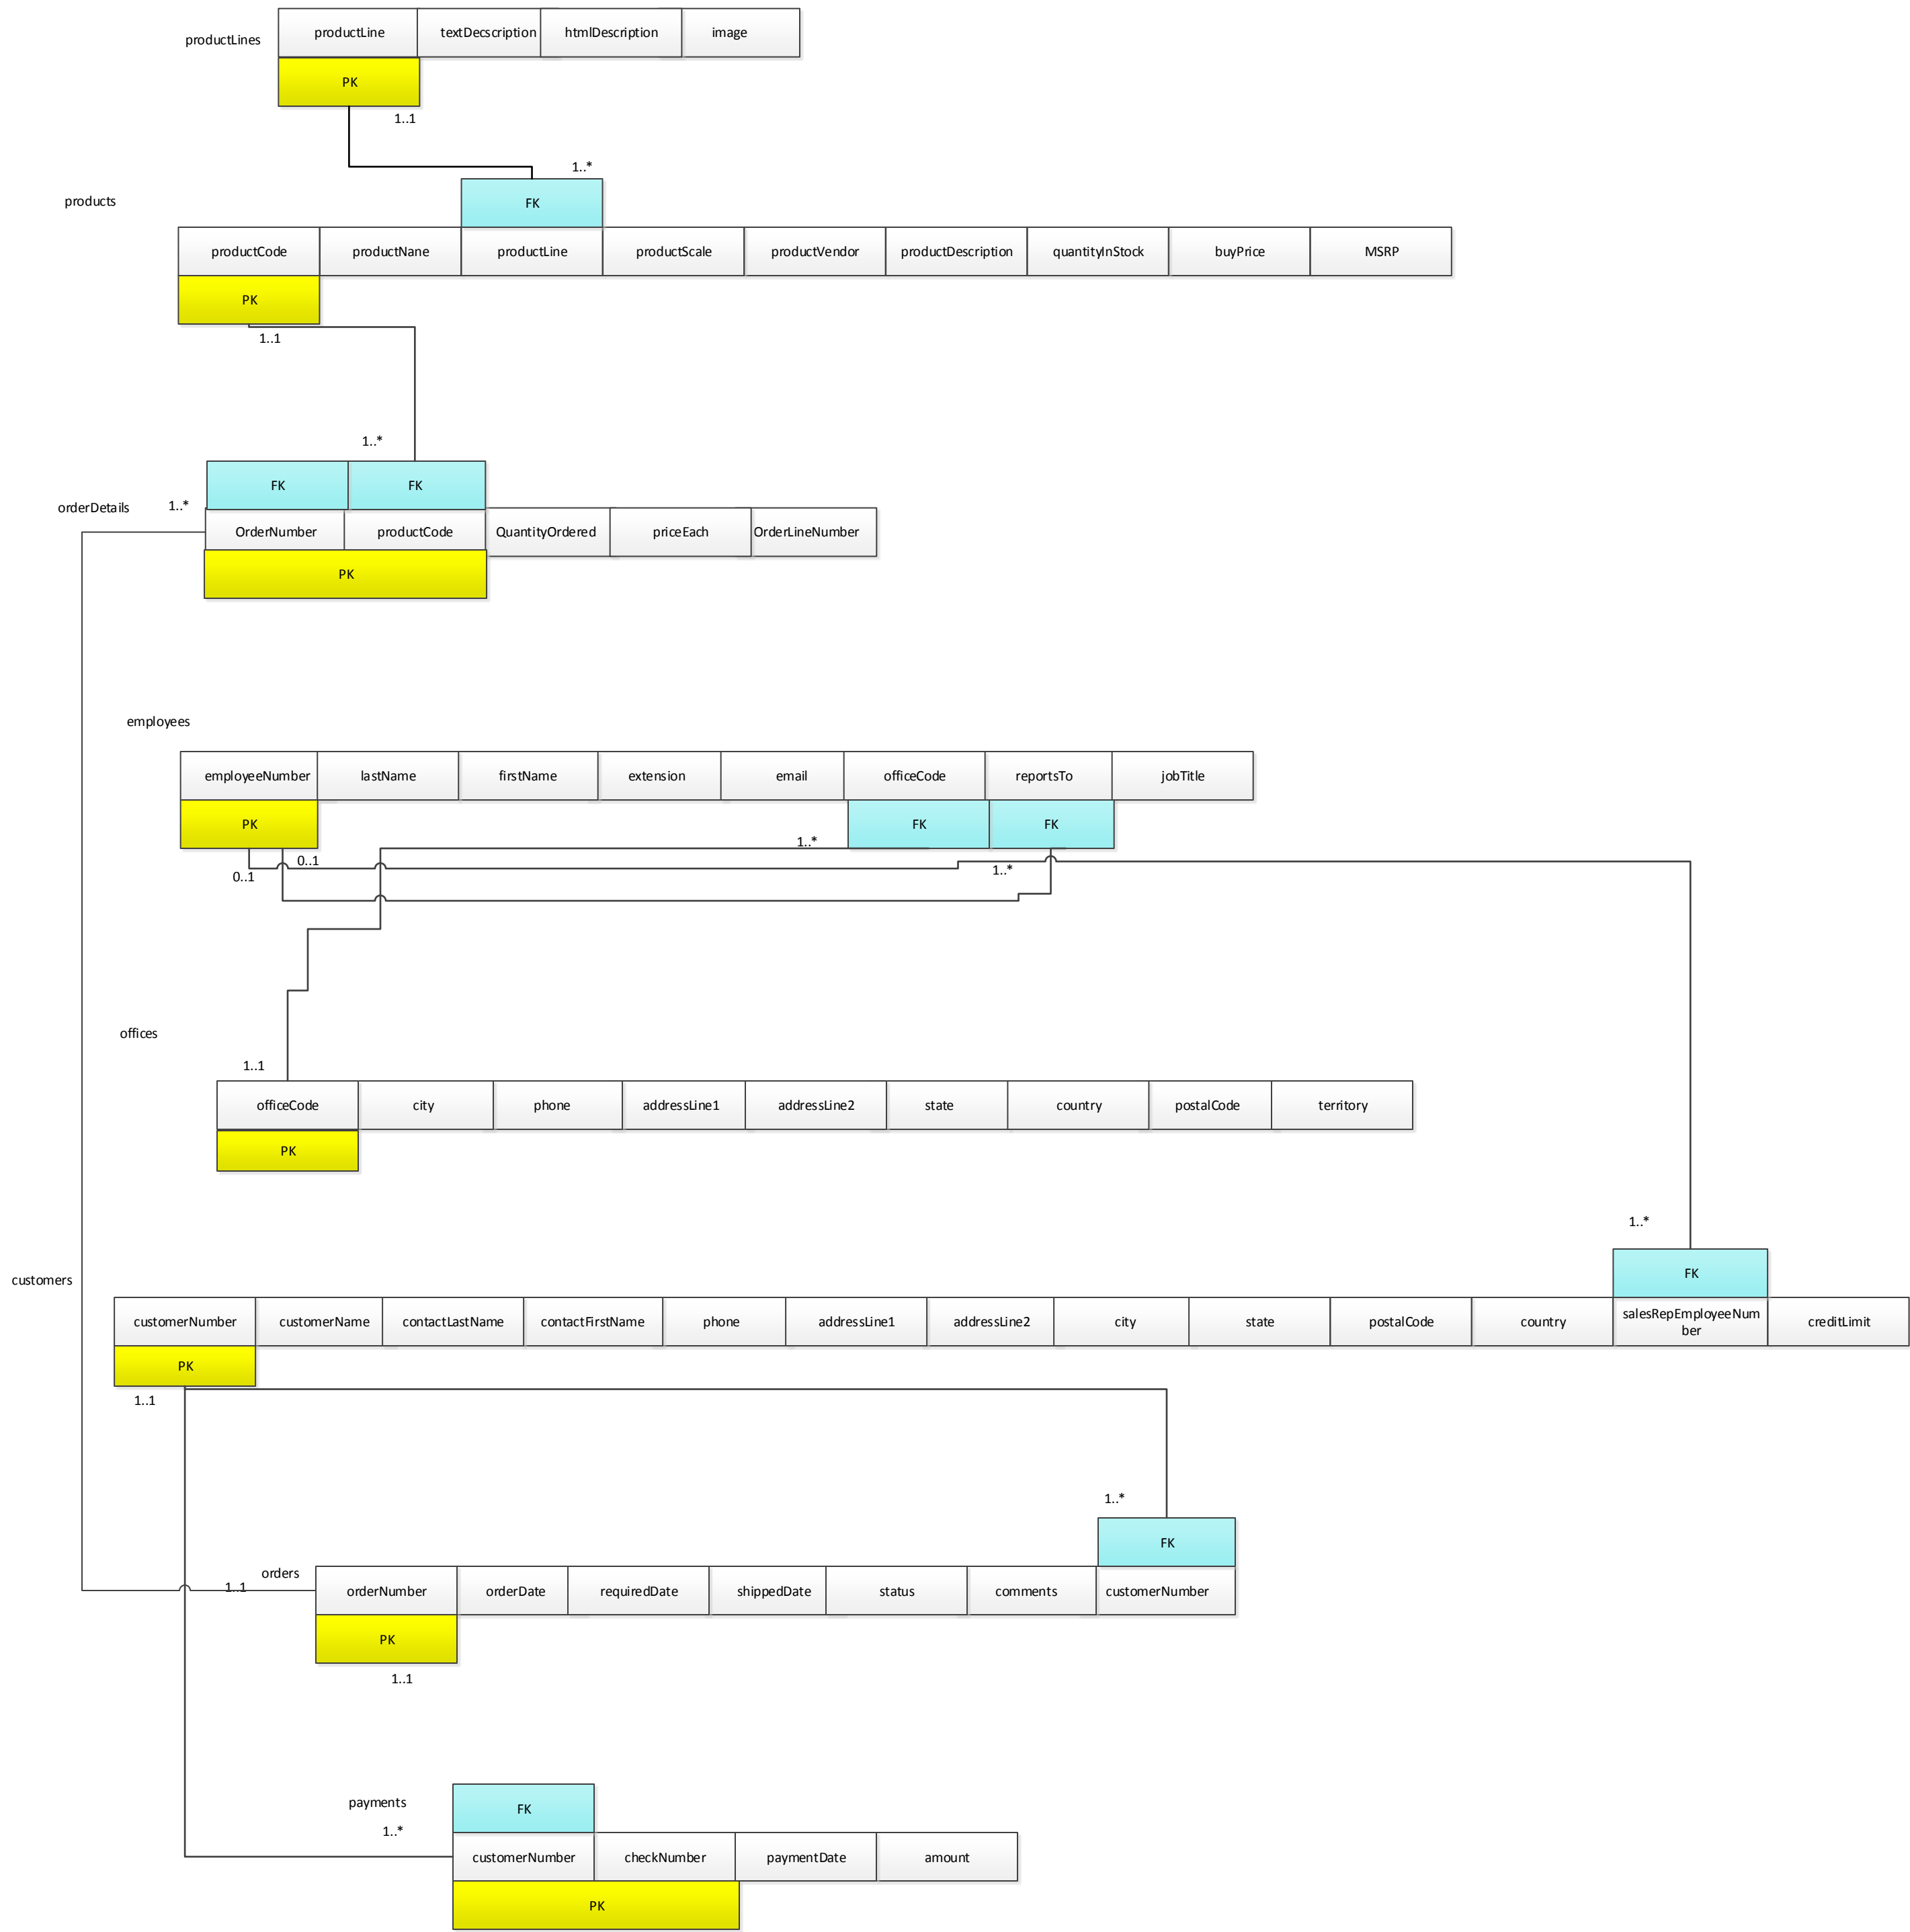 productLines
productLine textDecscription htmlDescription image
PK
1..1
1..*
products
FK
productCode productNane productLine productScale productVendor productDescription quantityInStock buyPrice MSRP
PK
1..1
1..*
FK FK
orderDetails 1..*
OrderNumber productCode QuantityOrdered priceEach OrderLineNumber
PK
employees
employeeNumber lastName firstName extension email officeCode reportsTo jobTitle
PK FK FK
1..*
0..1
1..*
0..1
offices
1..1
officeCode city phone addressLine1 addressLine2 state country postalCode territory
PK
1..*
customers
FK
customerNumber customerName contactLastName contactFirstName phone addressLine1 addressLine2 city state postalCode country salesRepEmployeeNum
ber
creditLimit
PK
1..1
1..*
FK
orders
1..1
orderNumber orderDate requiredDate shippedDate status comments customerNumber
PK
1..1
payments
FK
1..*
customerNumber checkNumber paymentDate amount
PK